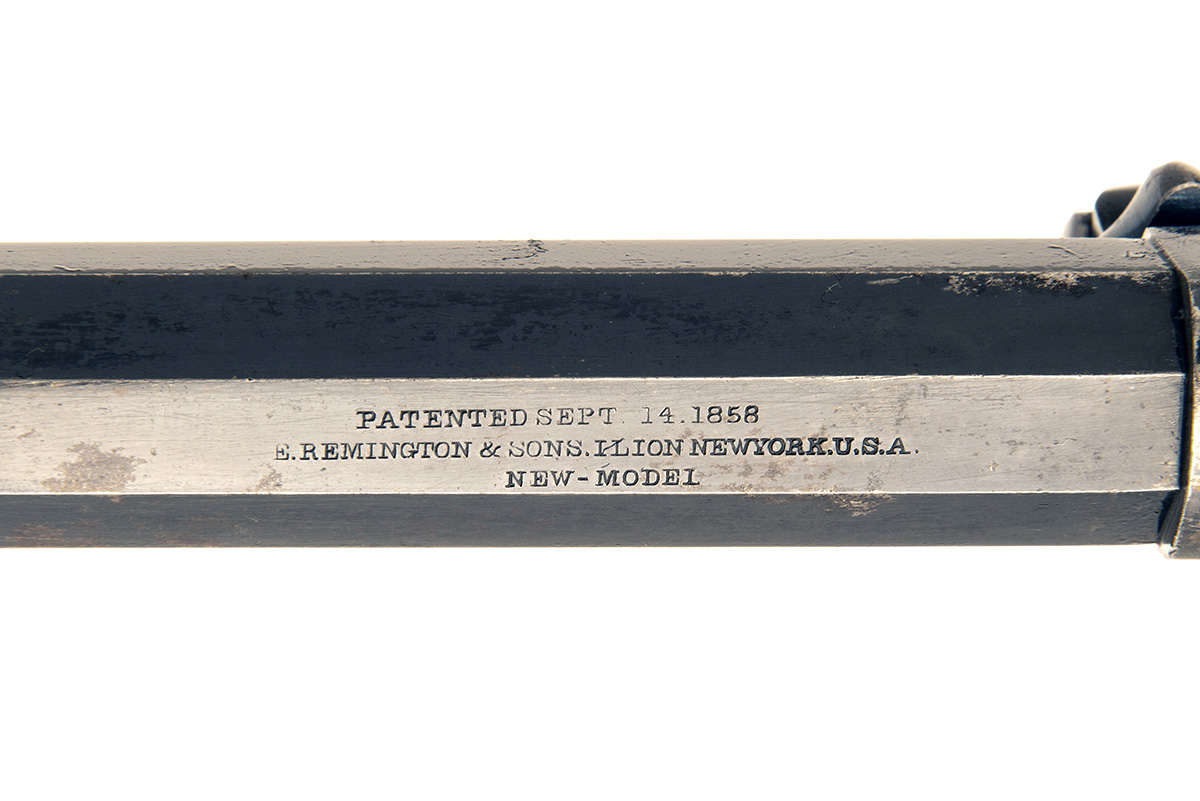 PATENTED SEPT. 14.1858
E.REMINGTON & SONS.ILION NEWYORK.U.S.A.
NEW-MODEL